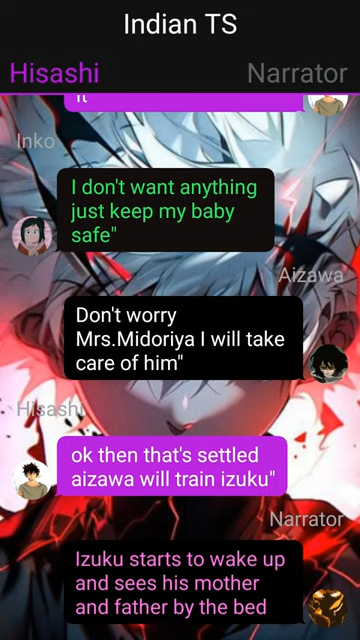 Indian TS
Hisashi
Narrator
it
Inko
I don't want anything
just keep my baby
safe"
Aizawa
Don't worry
Mrs.Midoriya I will take
care of him"
Hisashi
ok then that's settled
aizawa will train izuku"
Narrator
Izuku starts to wake up
and sees his mother
and father by the bed